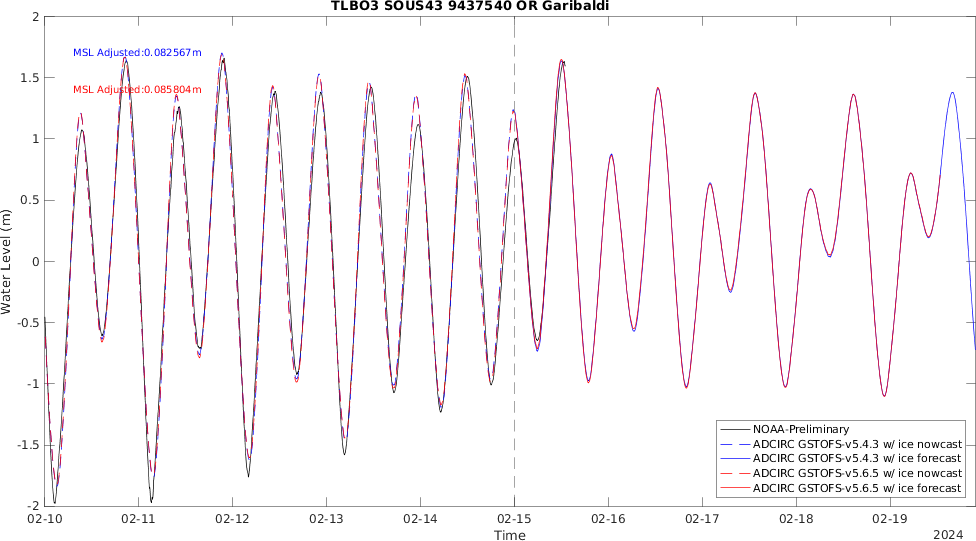 TLBO3 SOUS43 9437540 OR Garibaldi
MSL Adjusted:0.082567m
MSL Adjusted:0.085804m
Water Level (m)
2
1.5
1
0.5
0
-0.5
-1
-1.5
-2
NOAA-Preliminary
ADCIRC GSTOFS-v5.4.3 w/ ice nowcast
ADCIRC GSTOFS-v5.4.3 w/ ice forecast
ADCIRC GSTOFS-v5.6.5 w/ ice nowcast
ADCIRC GSTOFS-v5.6.5 w/ ice forecast
02-10 02-11 02-12 02-13 02-14 02-15 02-16 02-17 02-18 02-19
Time
2024